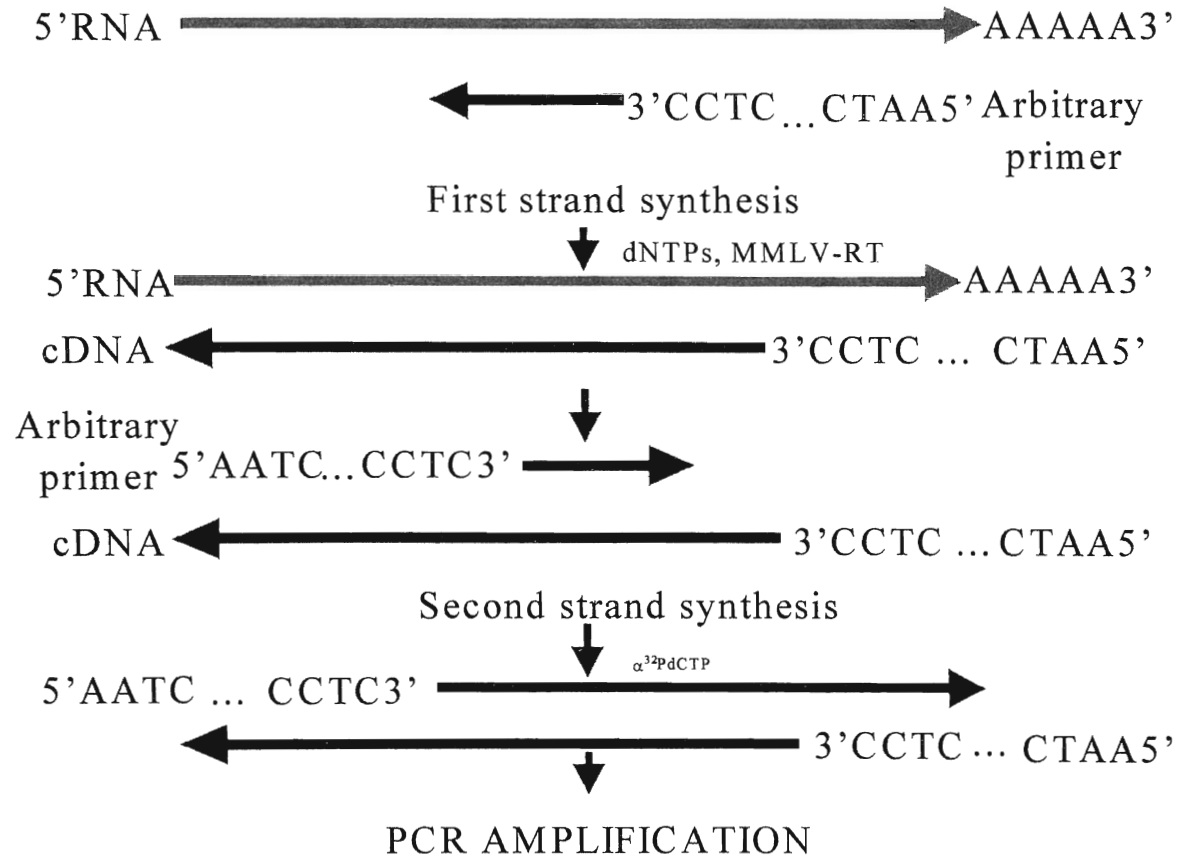 5’RNA AAAAA3’
3’CCTC ... CTAA5’ Arbitrary
primer
First strand synthesis
dNTPs, MMLV-RT
5’RNA AAAAA3’
cDNA 3’CCTC ... CTAA5’
Arbitrary
primer 5’AATC... CCTC3’
cDNA 3’CCTC ... CTAA5’
Second strand synthesis
α³²PdCTP
5’AATC ... CCTC3’
3’CCTC ... CTAA5’
PCR AMPLIFICATION